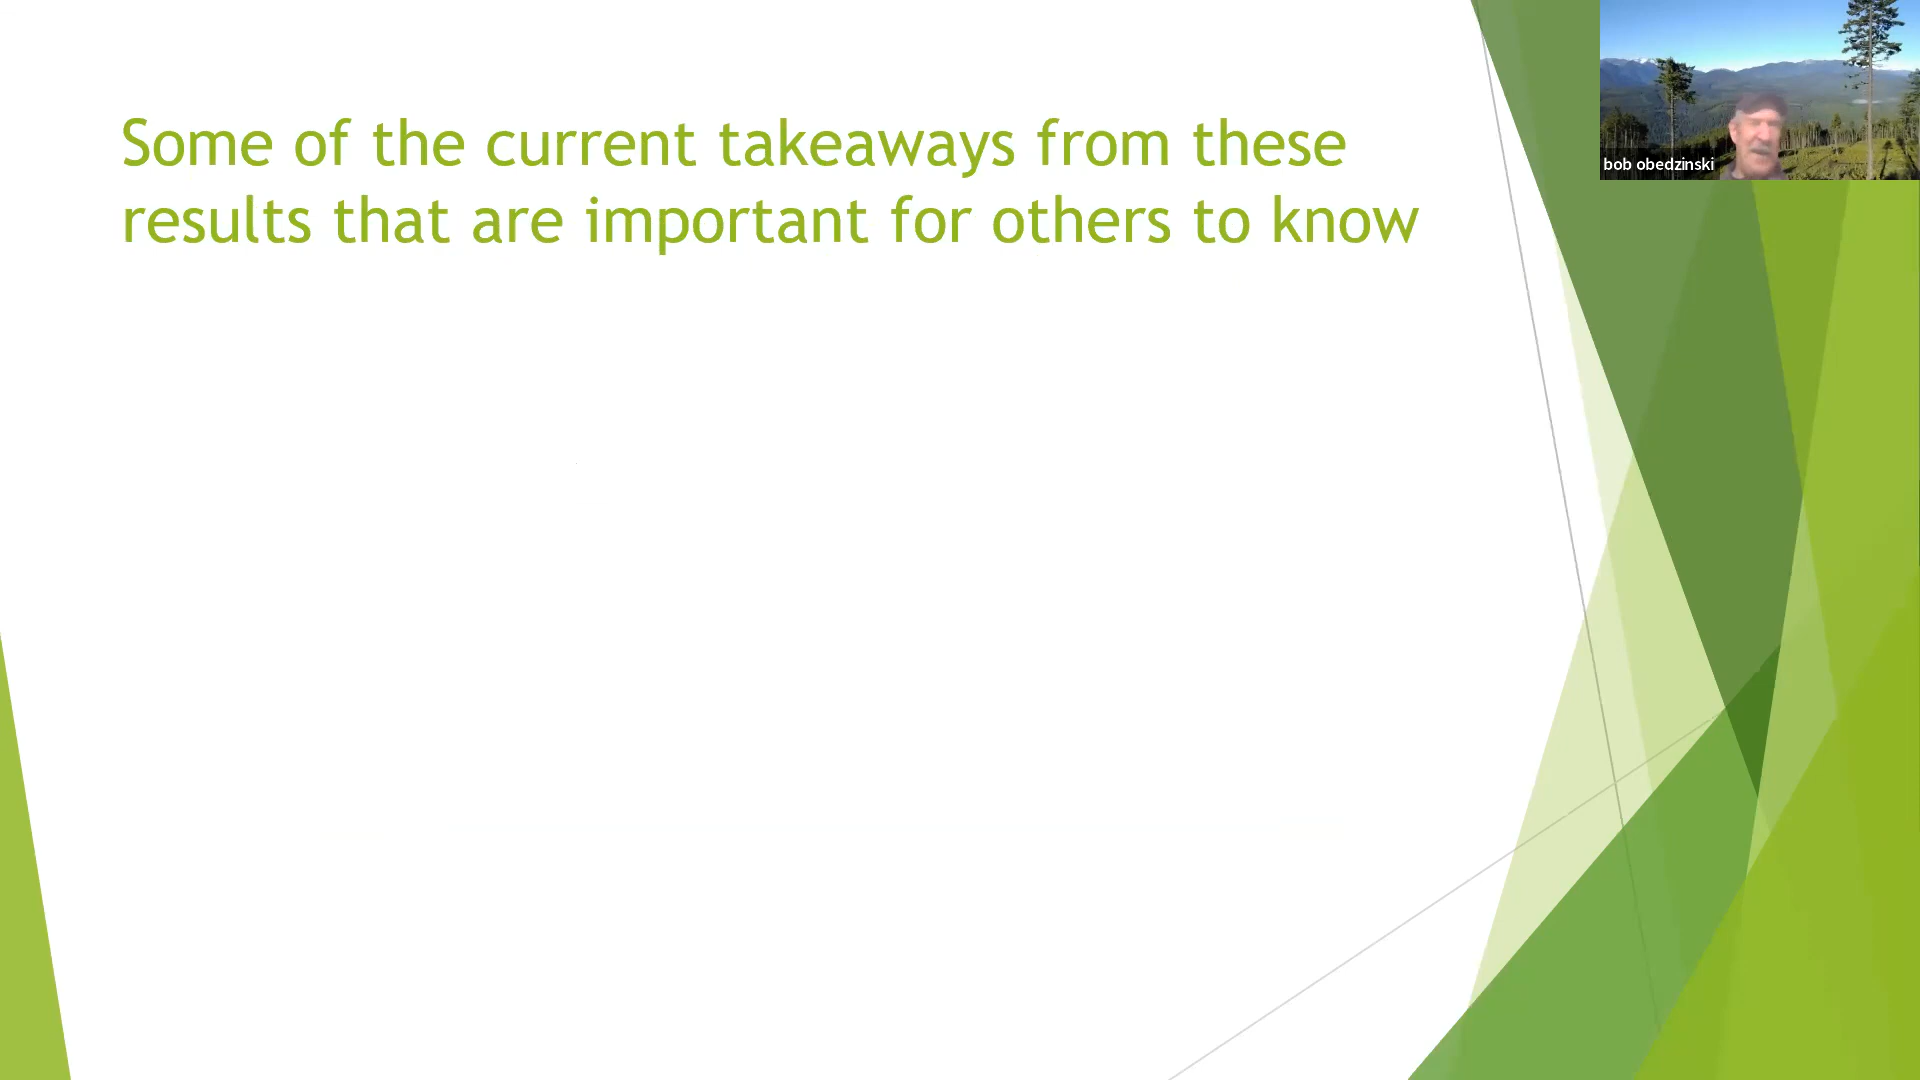 Some of the current takeaways from these
results that are important for others to know
bob obedzinski